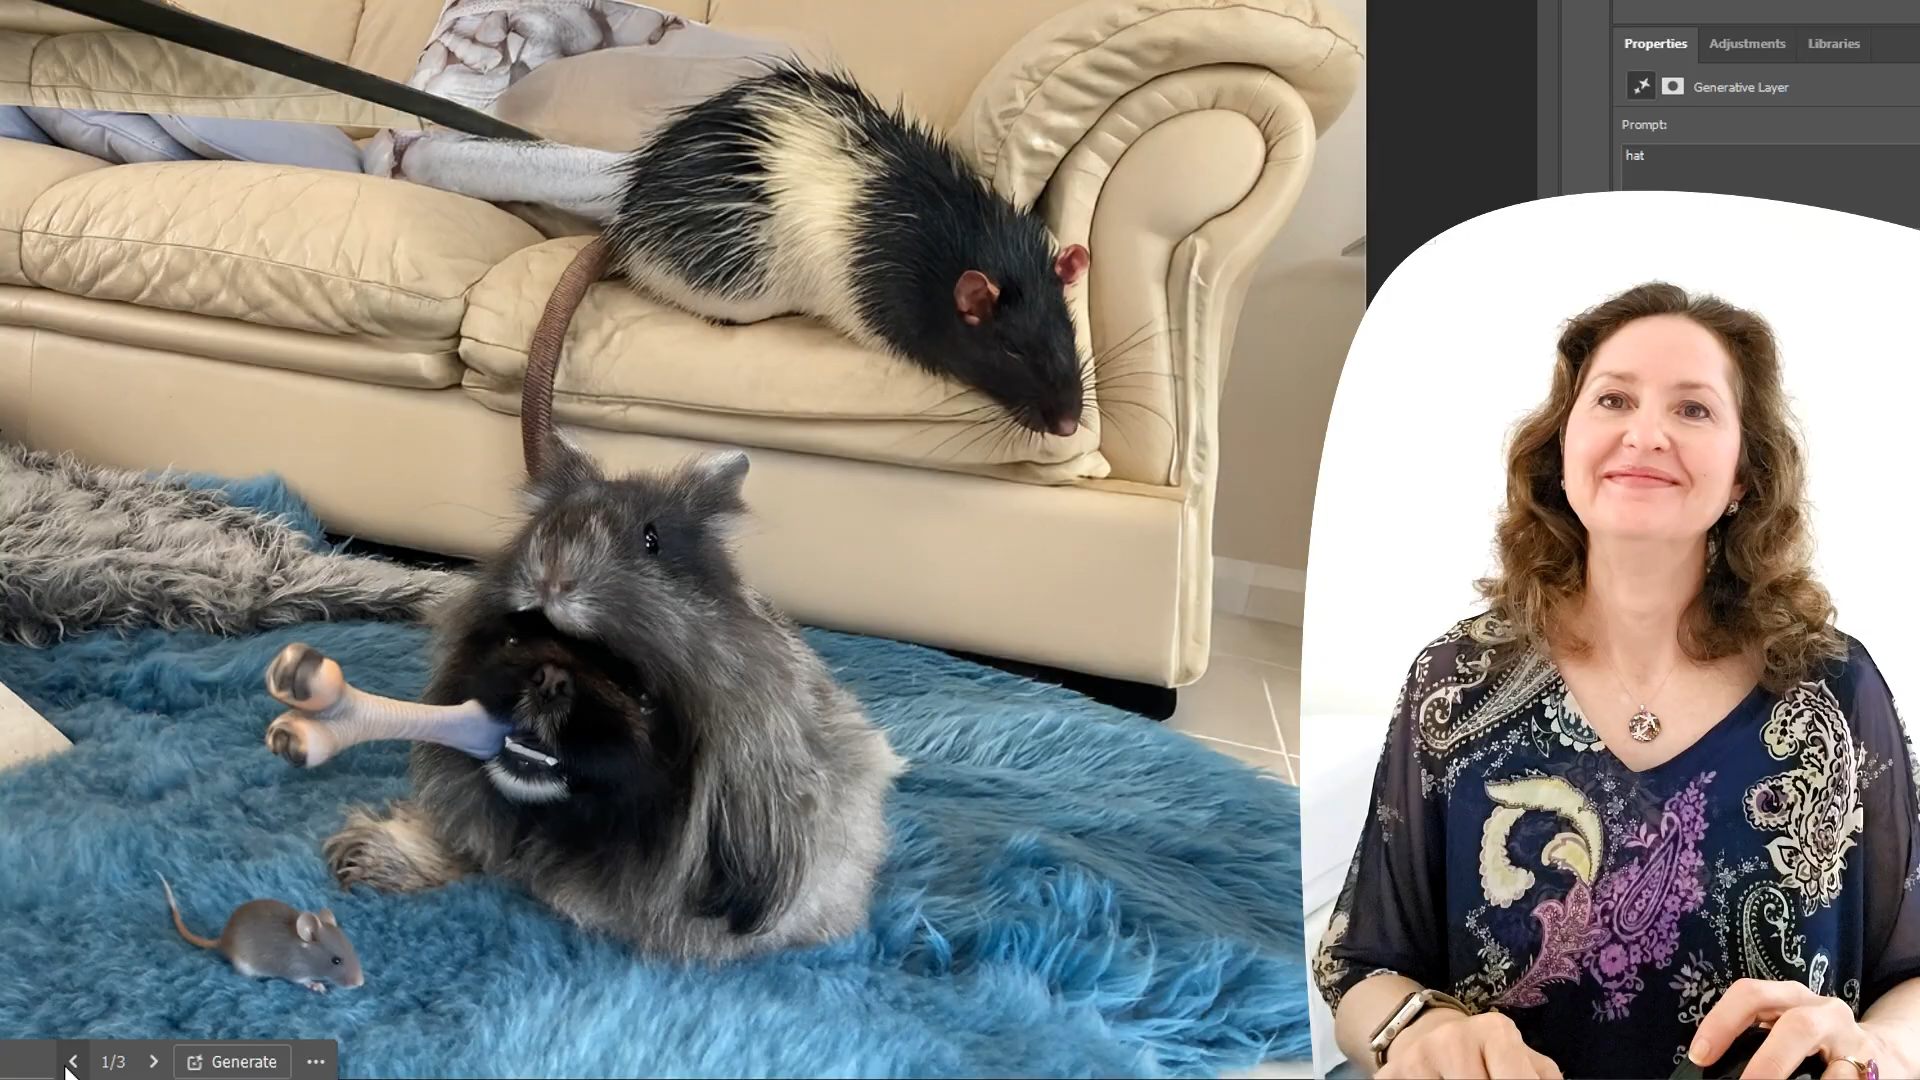 Properties Adjustments Libraries
Generative Layer
Prompt:
hat
1/3 Generate